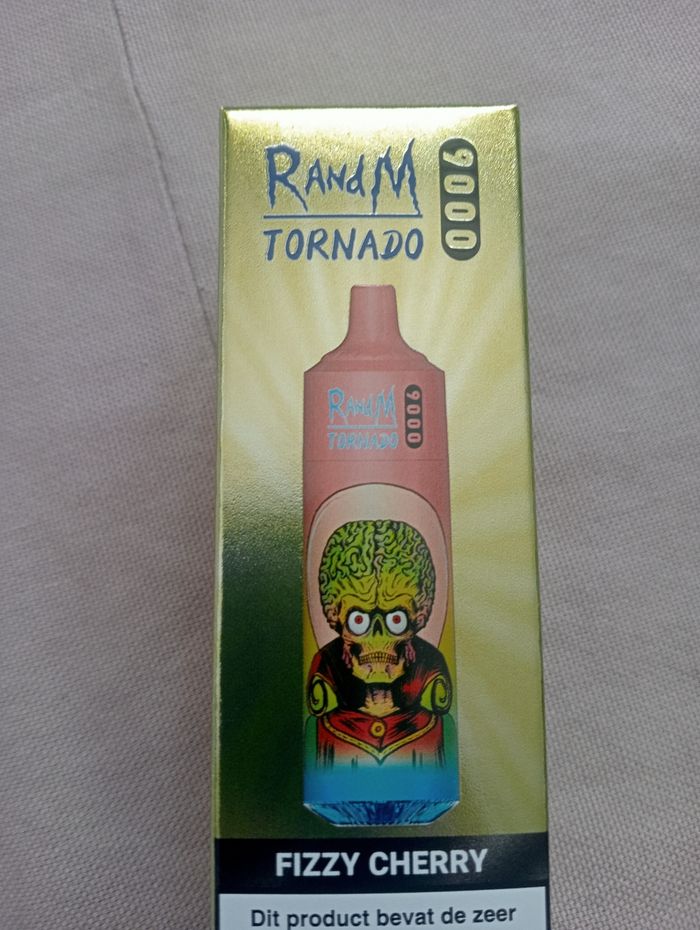 RANDM 9000
TORNADO
RANDM 9000
TORNADO
FIZZY CHERRY
Dit product bevat de zeer